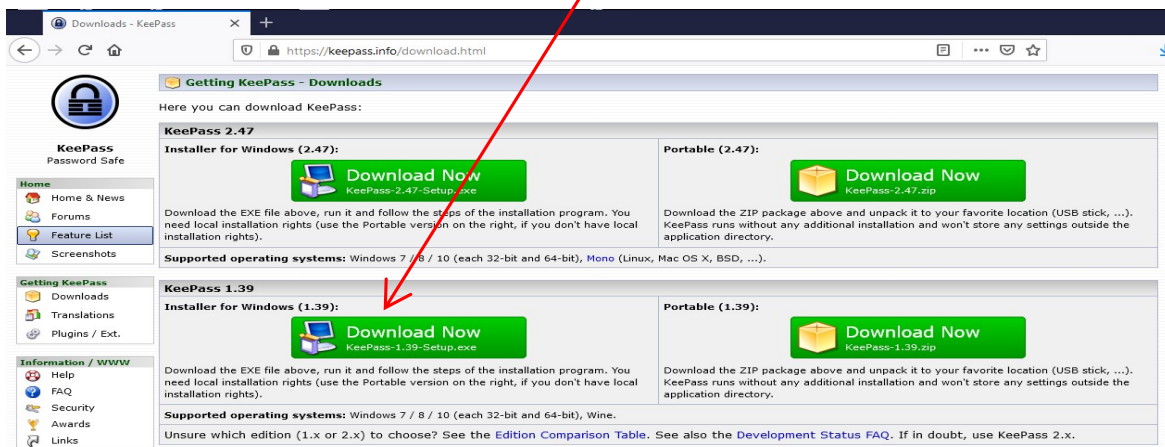 Downloads - KeePass
https://keepass.info/download.html
KeePass
Password Safe
Home
Home & News
Forums
Feature List
Screenshots
Getting KeePass
Downloads
Translations
Plugins / Ext.
Information / WWW
Help
FAQ
Security
Awards
Links
Getting KeePass - Downloads
Here you can download KeePass:
KeePass 2.47
Installer for Windows (2.47):
Download Now
KeePass-2.47-Setup.exe
Download the EXE file above, run it and follow the steps of the installation program. You
need local installation rights (use the Portable version on the right, if you don't have local
installation rights).
Portable (2.47):
Download Now
KeePass-2.47.zip
Download the ZIP package above and unpack it to your favorite location (USB stick, ...).
KeePass runs without any additional installation and won't store any settings outside the
application directory.
Supported operating systems: Windows 7 / 8 / 10 (each 32-bit and 64-bit), Mono (Linux, Mac OS X, BSD, ...).
KeePass 1.39
Installer for Windows (1.39):
Download Now
KeePass-1.39-Setup.exe
Download the EXE file above, run it and follow the steps of the installation program. You
need local installation rights (use the Portable version on the right, if you don't have local
installation rights).
Portable (1.39):
Download Now
KeePass-1.39.zip
Download the ZIP package above and unpack it to your favorite location (USB stick, ...).
KeePass runs without any additional installation and won't store any settings outside the
application directory.
Supported operating systems: Windows 7 / 8 / 10 (each 32-bit and 64-bit), Wine.
Unsure which edition (1.x or 2.x) to choose? See the Edition Comparison Table. See also the Development Status FAQ. If in doubt, use KeePass 2.x.